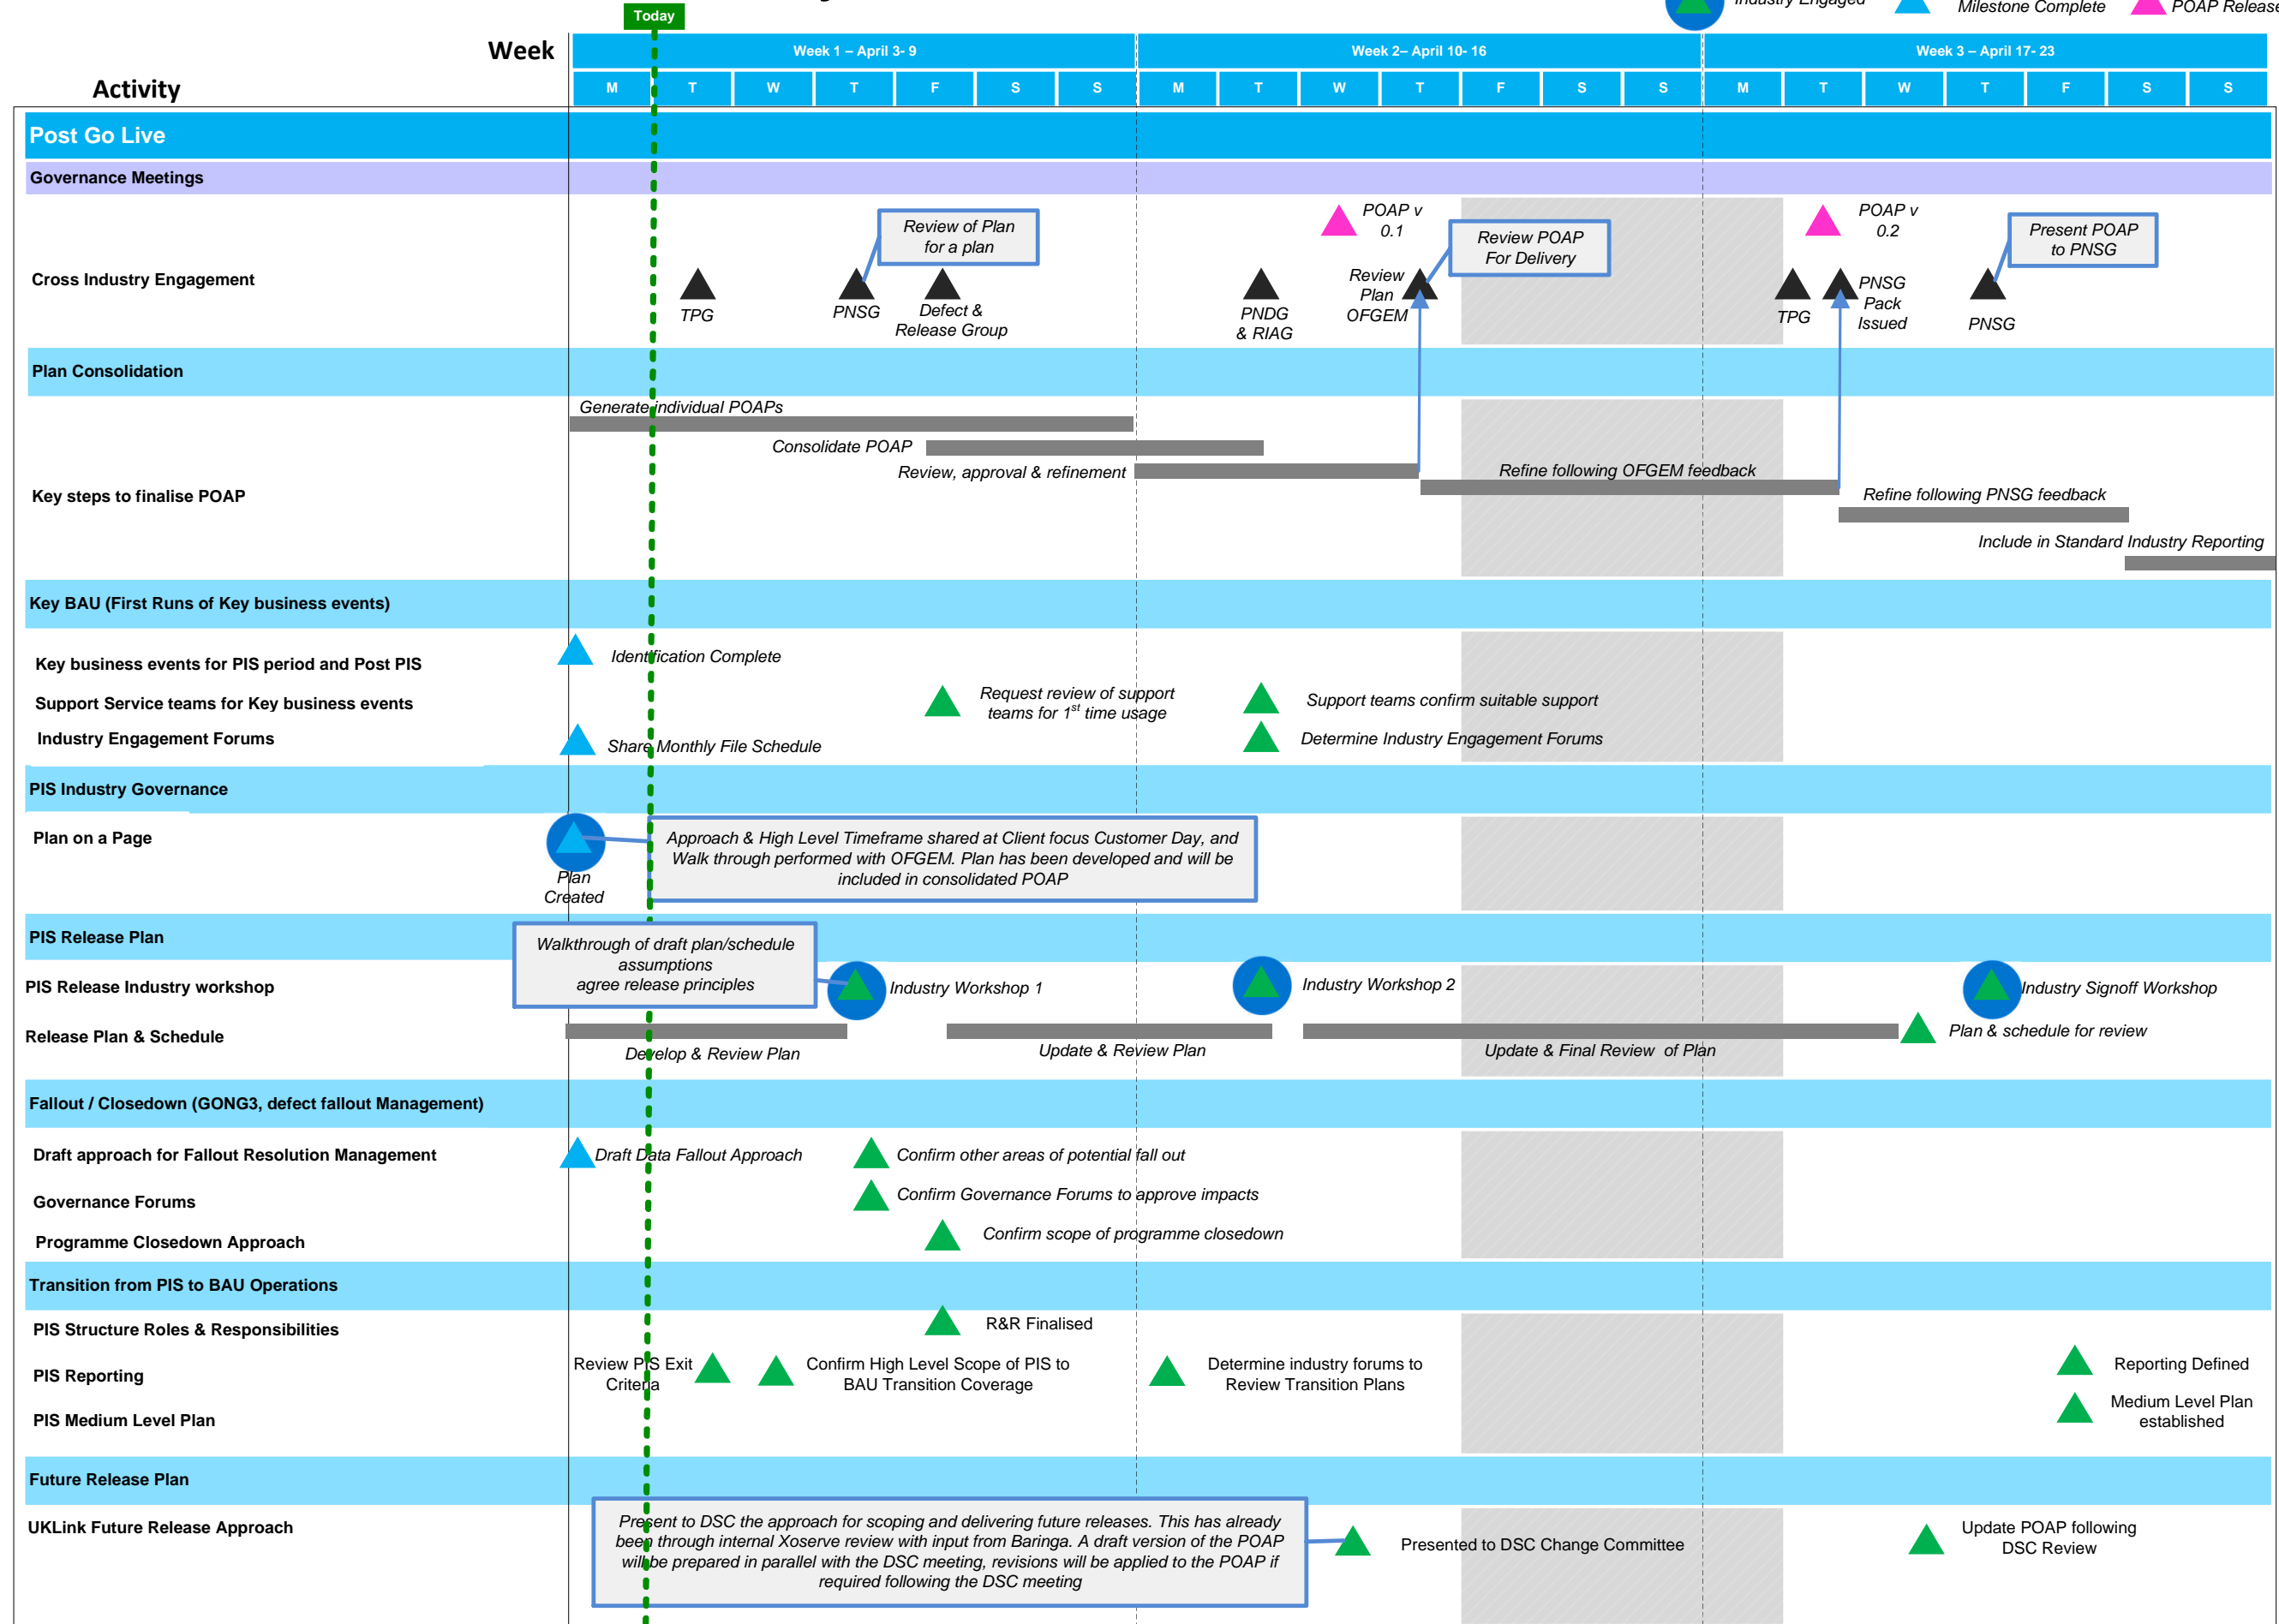 Today
Industry Engaged
Milestone Complete
POAP Release
Week
Week 1 – April 3- 9
Week 2– April 10- 16
Week 3 – April 17- 23
Activity
M T W T F S S M T W T F S S M T W T F S S
Post Go Live
Governance Meetings
Cross Industry Engagement
Review of Plan
for a plan
TPG
PNSG
Defect &
Release Group
PNDG
& RIAG
POAP v
0.1
Review
Plan
OFGEM
Review POAP
For Delivery
POAP v
0.2
TPG
PNSG
Pack
Issued
Present POAP
to PNSG
PNSG
Plan Consolidation
Key steps to finalise POAP
Generate individual POAPs
Consolidate POAP
Review, approval & refinement
Refine following OFGEM feedback
Refine following PNSG feedback
Include in Standard Industry Reporting
Key BAU (First Runs of Key business events)
Key business events for PIS period and Post PIS
Identification Complete
Support Service teams for Key business events
Request review of support
teams for 1st time usage
Support teams confirm suitable support
Industry Engagement Forums
Share Monthly File Schedule
Determine Industry Engagement Forums
PIS Industry Governance
Plan on a Page
Plan
Created
Approach & High Level Timeframe shared at Client focus Customer Day, and
Walk through performed with OFGEM. Plan has been developed and will be
included in consolidated POAP
PIS Release Plan
Walkthrough of draft plan/schedule
assumptions
agree release principles
PIS Release Industry workshop
Industry Workshop 1
Industry Workshop 2
Industry Signoff Workshop
Release Plan & Schedule
Develop & Review Plan
Update & Review Plan
Update & Final Review of Plan
Plan & schedule for review
Fallout / Closedown (GONG3, defect fallout Management)
Draft approach for Fallout Resolution Management
Draft Data Fallout Approach
Confirm other areas of potential fall out
Governance Forums
Confirm Governance Forums to approve impacts
Programme Closedown Approach
Confirm scope of programme closedown
Transition from PIS to BAU Operations
PIS Structure Roles & Responsibilities
R&R Finalised
PIS Reporting
Review PIS Exit
Criteria
Confirm High Level Scope of PIS to
BAU Transition Coverage
Determine industry forums to
Review Transition Plans
Reporting Defined
PIS Medium Level Plan
Medium Level Plan
established
Future Release Plan
UKLink Future Release Approach
Present to DSC the approach for scoping and delivering future releases. This has already
been through internal Xoserve review with input from Baringa. A draft version of the POAP
will be prepared in parallel with the DSC meeting, revisions will be applied to the POAP if
required following the DSC meeting
Presented to DSC Change Committee
Update POAP following
DSC Review